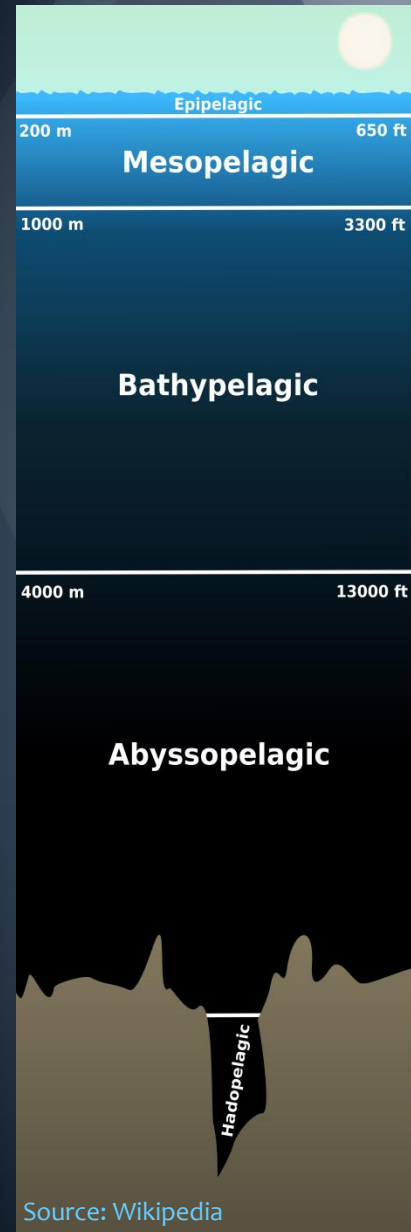 Epipelagic
200 m 650 ft
Mesopelagic
1000 m 3300 ft
Bathypelagic
4000 m 13000 ft
Abyssopelagic
Hadopelagic
Source: Wikipedia